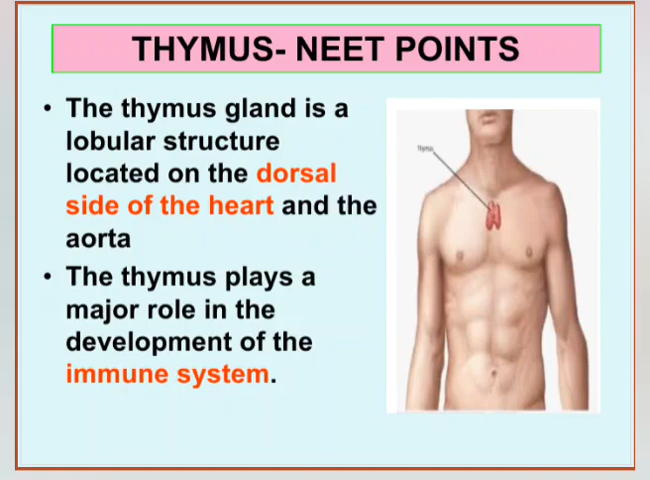 THYMUS- NEET POINTS
• The thymus gland is a
lobular structure
located on the dorsal
side of the heart and the
aorta
• The thymus plays a
major role in the
development of the
immune system.